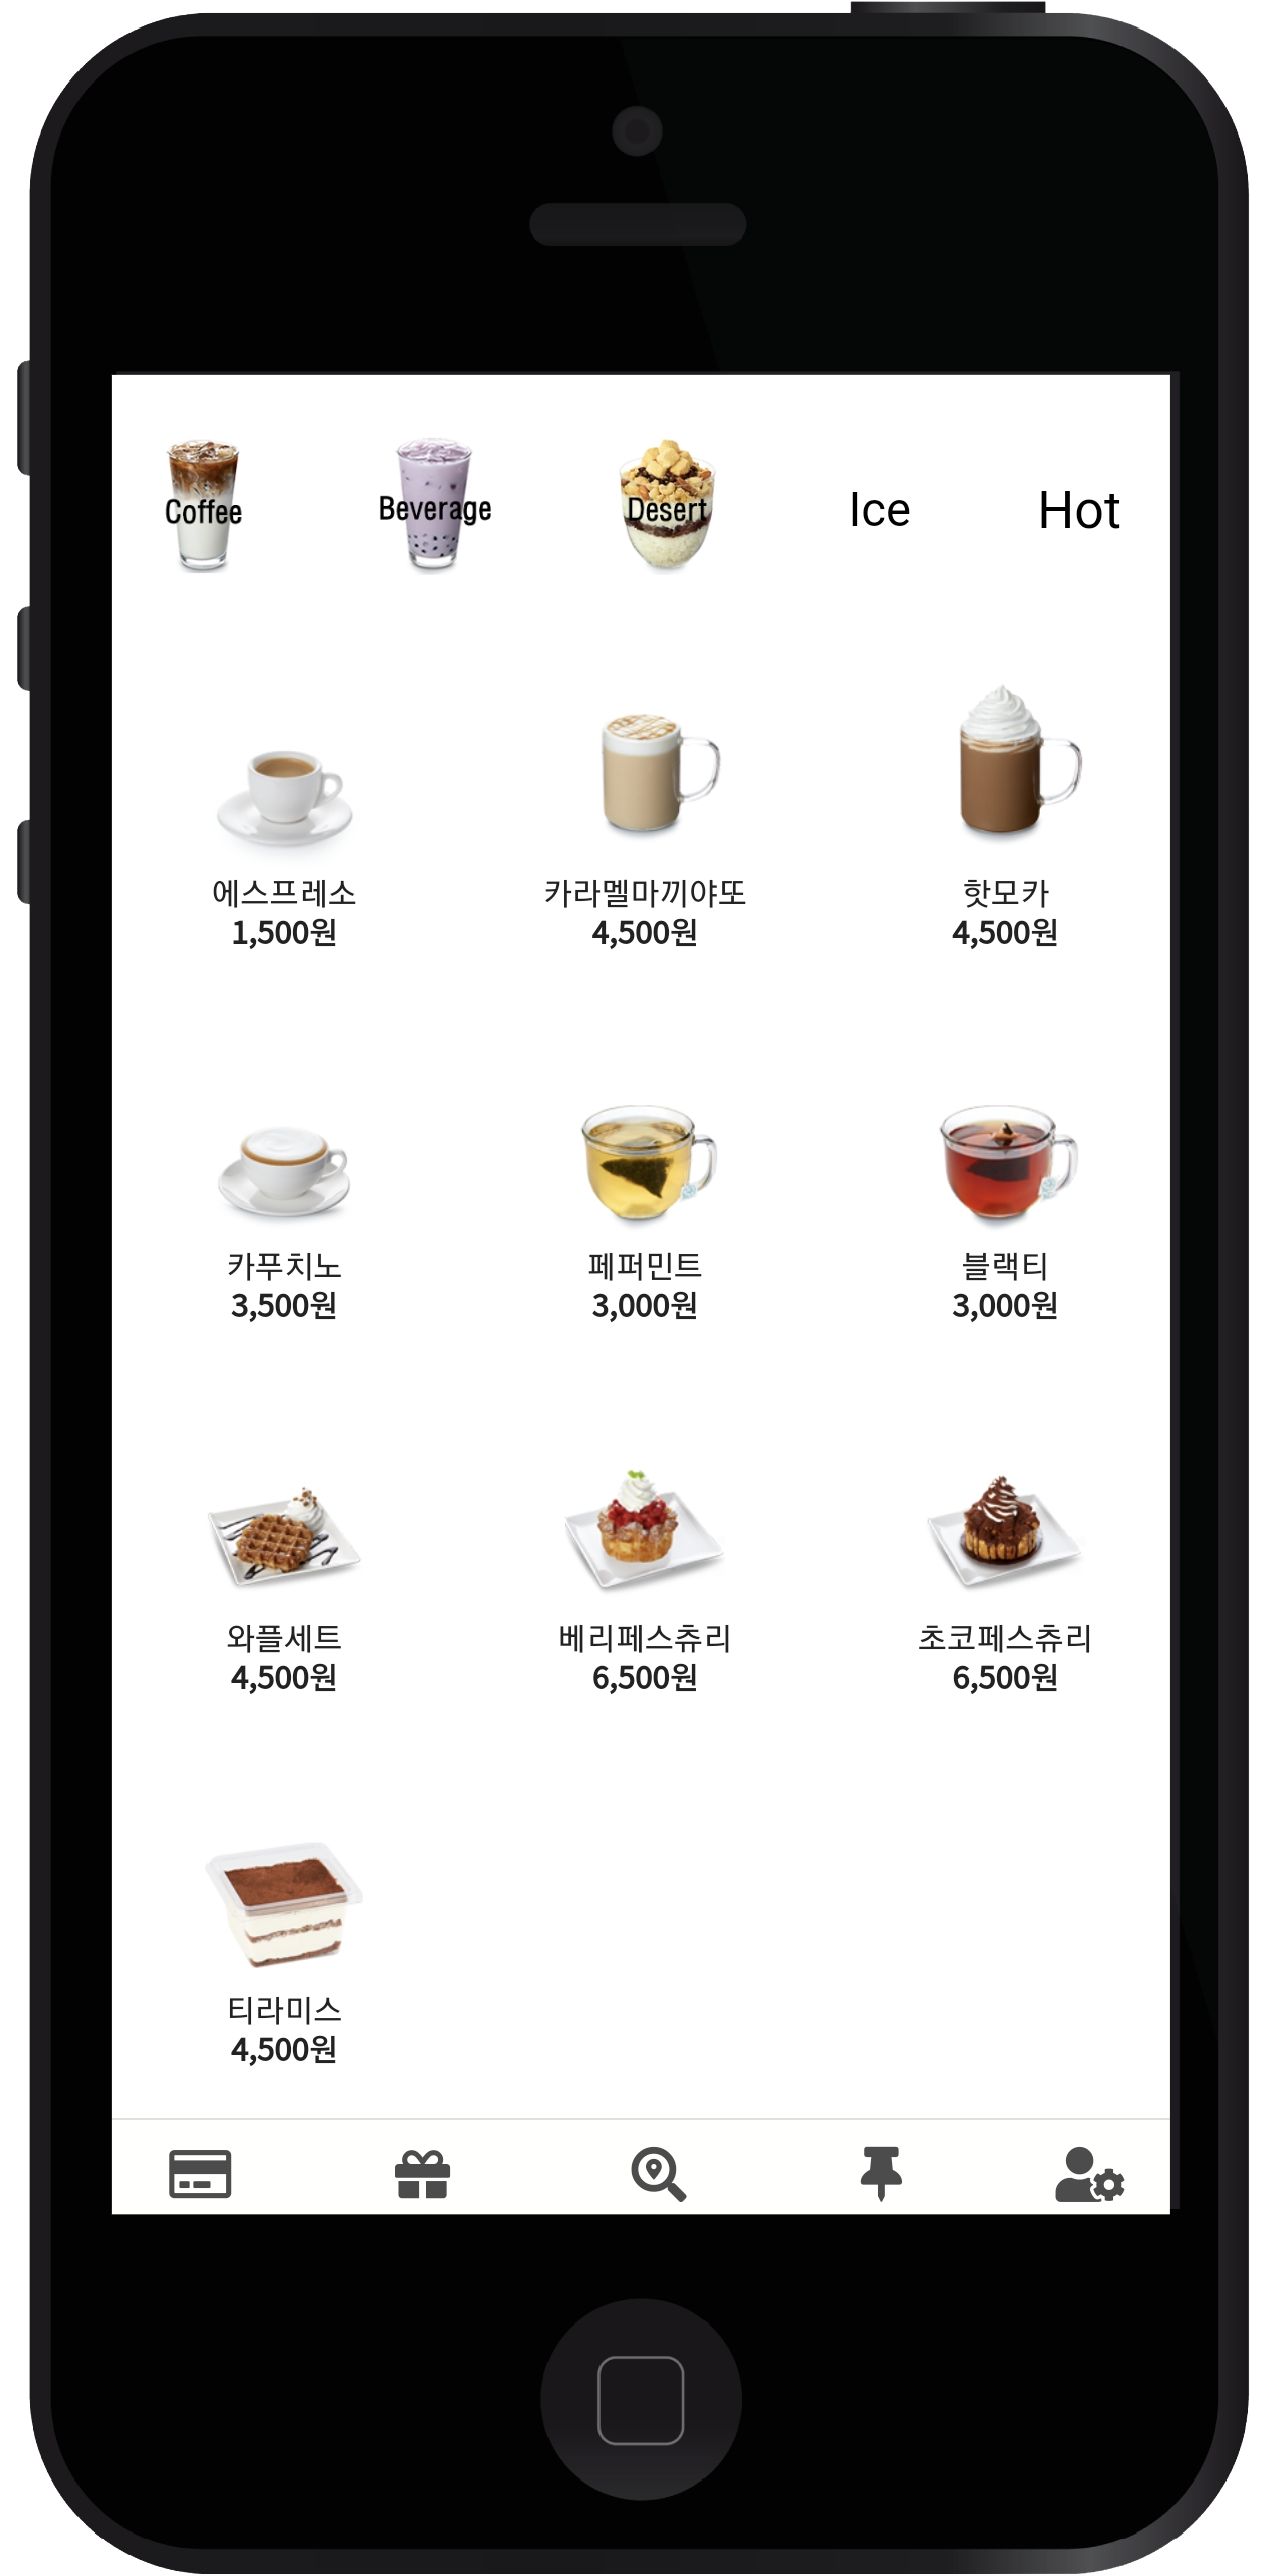 Coffee
Beverage
Desert
Ice
Hot
에스프레소
1,500원
카라멜마끼야또
4,500원
핫모카
4,500원
카푸치노
3,500원
페퍼민트
3,000원
블랙티
3,000원
와플세트
4,500원
베리페스츄리
6,500원
초코페스츄리
6,500원
티라미스
4,500원